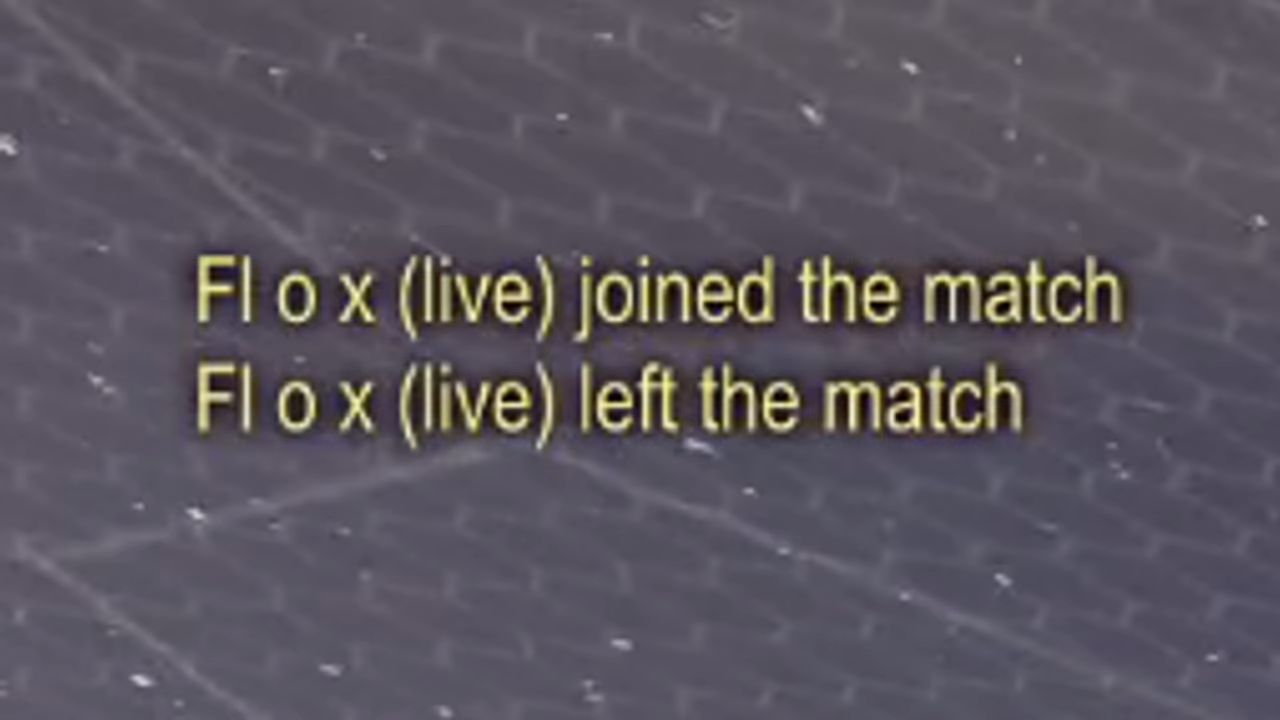 Fl o x (live) joined the match
Fl o x (live) left the match